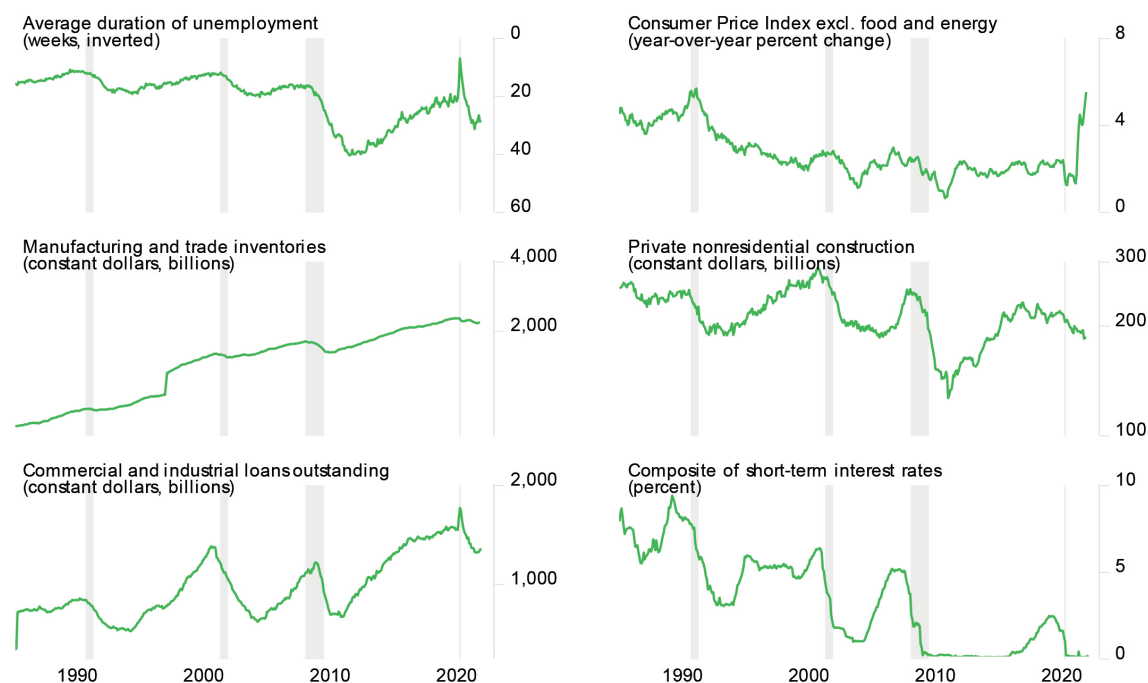 Average duration of unemployment
(weeks, inverted)
0
20
40
60
Consumer Price Index excl. food and energy
(year-over-year percent change)
8
4
0
Manufacturing and trade inventories
(constant dollars, billions)
4,000
2,000
Private nonresidential construction
(constant dollars, billions)
300
200
100
Commercial and industrial loans outstanding
(constant dollars, billions)
2,000
1,000
1990
2000
2010
2020
Composite of short-term interest rates
(percent)
10
5
0
1990
2000
2010
2020